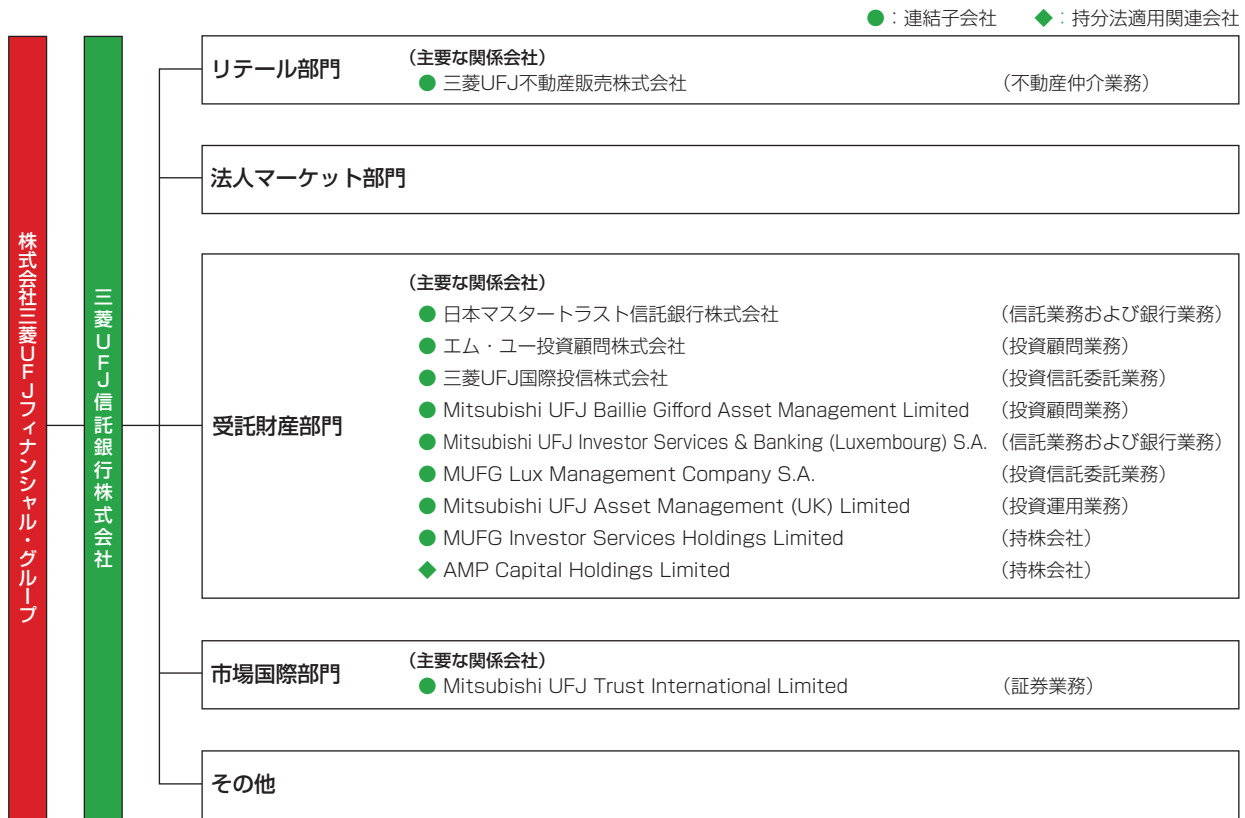 ●：連結子会社　◆：持分法適用関連会社
株式会社三菱UFJフィナンシャル・グループ
三菱UFJ信託銀行株式会社
リテール部門
（主要な関係会社）
● 三菱UFJ不動産販売株式会社 （不動産仲介業務）
法人マーケット部門
受託財産部門
（主要な関係会社）
● 日本マスタートラスト信託銀行株式会社 （信託業務および銀行業務）
● エム・ユー投資顧問株式会社 （投資顧問業務）
● 三菱UFJ国際投信株式会社 （投資信託委託業務）
● Mitsubishi UFJ Baillie Gifford Asset Management Limited （投資顧問業務）
● Mitsubishi UFJ Investor Services & Banking (Luxembourg) S.A. （信託業務および銀行業務）
● MUFG Lux Management Company S.A. （投資信託委託業務）
● Mitsubishi UFJ Asset Management (UK) Limited （投資運用業務）
● MUFG Investor Services Holdings Limited （持株会社）
◆ AMP Capital Holdings Limited （持株会社）
市場国際部門
（主要な関係会社）
● Mitsubishi UFJ Trust International Limited （証券業務）
その他